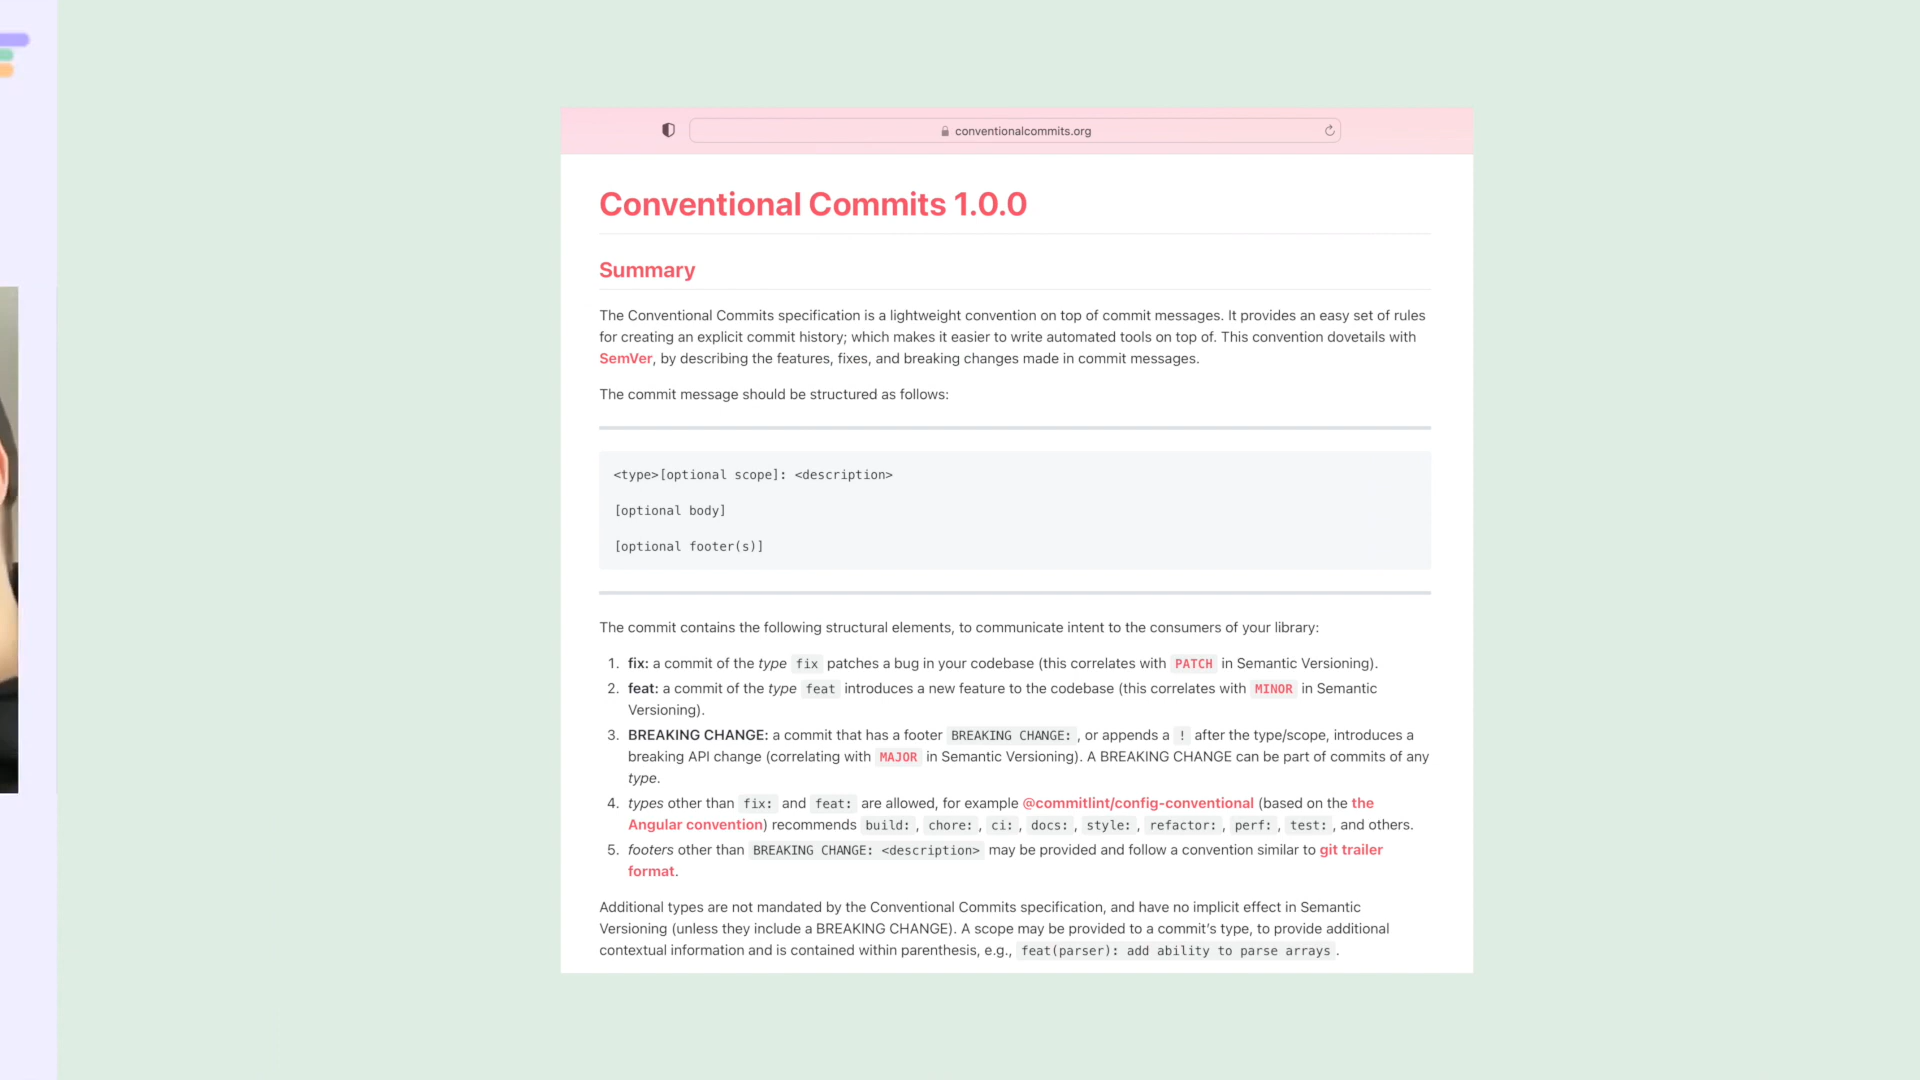 conventionalcommits.org
Conventional Commits 1.0.0
Summary
The Conventional Commits specification is a lightweight convention on top of commit messages. It provides an easy set of rules
for creating an explicit commit history; which makes it easier to write automated tools on top of. This convention dovetails with
SemVer, by describing the features, fixes, and breaking changes made in commit messages.
The commit message should be structured as follows:
<type>[optional scope]: <description>
[optional body]
[optional footer(s)]
The commit contains the following structural elements, to communicate intent to the consumers of your library:
1. fix: a commit of the type fix patches a bug in your codebase (this correlates with PATCH in Semantic Versioning).
2. feat: a commit of the type feat introduces a new feature to the codebase (this correlates with MINOR in Semantic
Versioning).
3. BREAKING CHANGE: a commit that has a footer BREAKING CHANGE: , or appends a ! after the type/scope, introduces a
breaking API change (correlating with MAJOR in Semantic Versioning). A BREAKING CHANGE can be part of commits of any
type.
4. types other than fix: and feat: are allowed, for example @commitlint/config-conventional (based on the the
Angular convention) recommends build: , chore: , ci: , docs: , style: , refactor: , perf: , test: , and others.
5. footers other than BREAKING CHANGE: <description> may be provided and follow a convention similar to git trailer
format.
Additional types are not mandated by the Conventional Commits specification, and have no implicit effect in Semantic
Versioning (unless they include a BREAKING CHANGE). A scope may be provided to a commit’s type, to provide additional
contextual information and is contained within parenthesis, e.g., feat(parser): add ability to parse arrays .